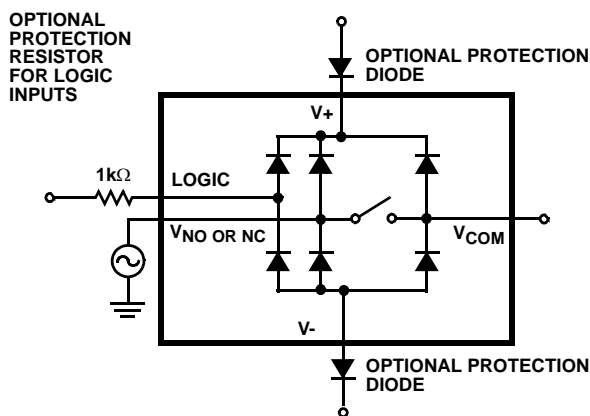 OPTIONAL
PROTECTION
RESISTOR
FOR LOGIC
INPUTS
OPTIONAL PROTECTION
DIODE
V+
1kΩ
LOGIC
VNO OR NC
VCOM
V-
OPTIONAL PROTECTION
DIODE